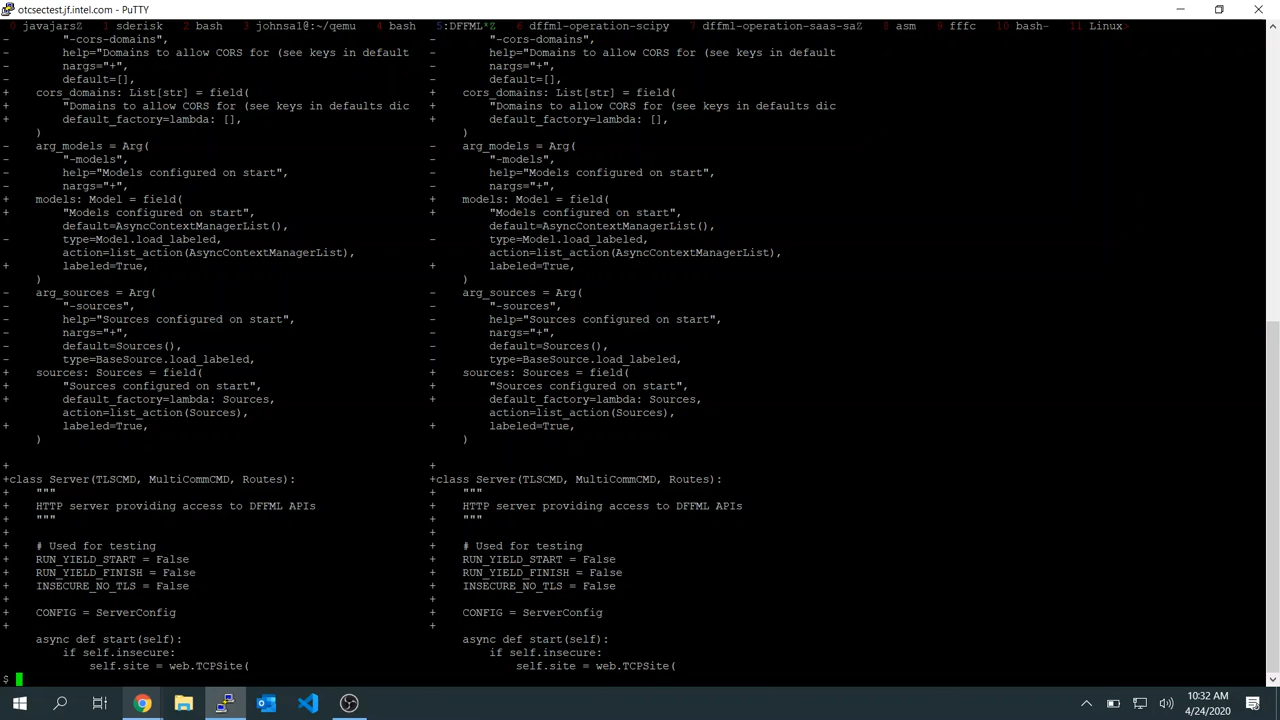 otcsectest.jf.intel.com - PuTTY
0 javajarsZ 1 sderisk 2 bash 3 johnsa1@:~/qemu 4 bash 5:DFFML*Z 6 dffml-operation-scipy 7 dffml-operation-saas-saZ 8 asm 9 fffc 10 bash- 11 Linux>
- "-cors-domains", - "-cors-domains",
- help="Domains to allow CORS for (see keys in default - help="Domains to allow CORS for (see keys in default
- nargs="+", - nargs="+",
- default=[], - default=[],
+ cors_domains: List[str] = field( + cors_domains: List[str] = field(
+ "Domains to allow CORS for (see keys in defaults dic + "Domains to allow CORS for (see keys in defaults dic
+ default_factory=lambda: [], + default_factory=lambda: [],
) )
- arg_models = Arg( - arg_models = Arg(
- "-models", - "-models",
- help="Models configured on start", - help="Models configured on start",
- nargs="+", - nargs="+",
+ models: Model = field( + models: Model = field(
+ "Models configured on start", + "Models configured on start",
default=AsyncContextManagerList(), default=AsyncContextManagerList(),
- type=Model.load_labeled, - type=Model.load_labeled,
action=list_action(AsyncContextManagerList), action=list_action(AsyncContextManagerList),
+ labeled=True, + labeled=True,
) )
- arg_sources = Arg( - arg_sources = Arg(
- "-sources", - "-sources",
- help="Sources configured on start", - help="Sources configured on start",
- nargs="+", - nargs="+",
- default=Sources(), - default=Sources(),
- type=BaseSource.load_labeled, - type=BaseSource.load_labeled,
+ sources: Sources = field( + sources: Sources = field(
+ "Sources configured on start", + "Sources configured on start",
+ default_factory=lambda: Sources, + default_factory=lambda: Sources,
action=list_action(Sources), action=list_action(Sources),
+ labeled=True, + labeled=True,
) )
+ +
+class Server(TLSCMD, MultiCommCMD, Routes): +class Server(TLSCMD, MultiCommCMD, Routes):
+ """ + """
+ HTTP server providing access to DFFML APIs + HTTP server providing access to DFFML APIs
+ """ + """
+ +
+ # Used for testing + # Used for testing
+ RUN_YIELD_START = False + RUN_YIELD_START = False
+ RUN_YIELD_FINISH = False + RUN_YIELD_FINISH = False
+ INSECURE_NO_TLS = False + INSECURE_NO_TLS = False
+ +
+ CONFIG = ServerConfig + CONFIG = ServerConfig
+ +
async def start(self): async def start(self):
if self.insecure: if self.insecure:
self.site = web.TCPSite( self.site = web.TCPSite(
$
10:32 AM
4/24/2020